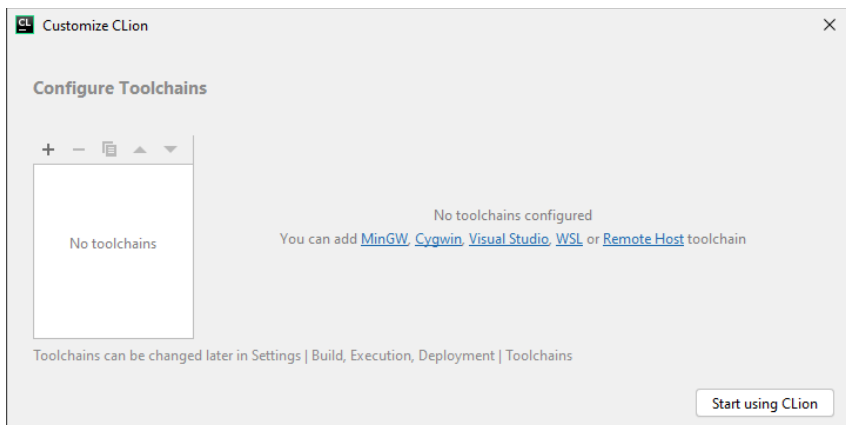 CL Customize CLion
Configure Toolchains
No toolchains
No toolchains configured
You can add MinGW, Cygwin, Visual Studio, WSL or Remote Host toolchain
Toolchains can be changed later in Settings | Build, Execution, Deployment | Toolchains
Start using CLion